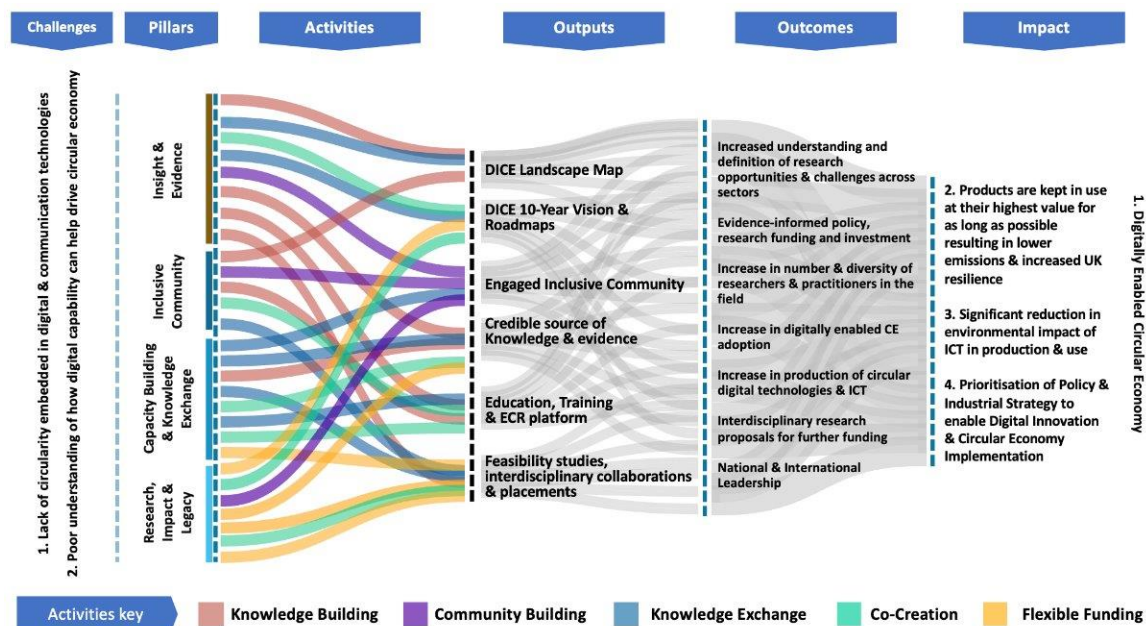 Challenges
Pillars
Activities
Outputs
Outcomes
Impact
1. Lack of circularity embedded in digital & communication technologies
2. Poor understanding of how digital capability can help drive circular economy
Insight &
Evidence
Inclusive
Community
Capacity Building
& Knowledge
Exchange
Research,
Impact &
Legacy
DICE Landscape Map
DICE 10-Year Vision &
Roadmaps
Engaged Inclusive Community
Credible source of
Knowledge & evidence
Education, Training
& ECR platform
Feasibility studies,
interdisciplinary collaborations
& placements
Increased understanding and
definition of research
opportunities & challenges across
sectors
Evidence-informed policy,
research funding and investment
Increase in number & diversity of
researchers & practitioners in the
field
Increase in digitally enabled CE
adoption
Increase in production of circular
digital technologies & ICT
Interdisciplinary research
proposals for further funding
National & International
Leadership
2. Products are kept in use
at their highest value for
as long as possible
resulting in lower
emissions & increased UK
resilience
3. Significant reduction in
environmental impact of
ICT in production & use
4. Prioritisation of Policy &
Industrial Strategy to
enable Digital Innovation
& Circular Economy
Implementation
1. Digitally Enabled Circular Economy
Activities key
Knowledge Building
Community Building
Knowledge Exchange
Co-Creation
Flexible Funding